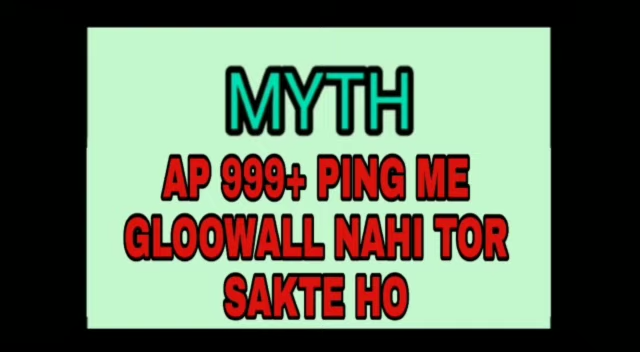 MYTH
AP 999+ PING ME
GLOOWALL NAHI TOR
SAKTE HO